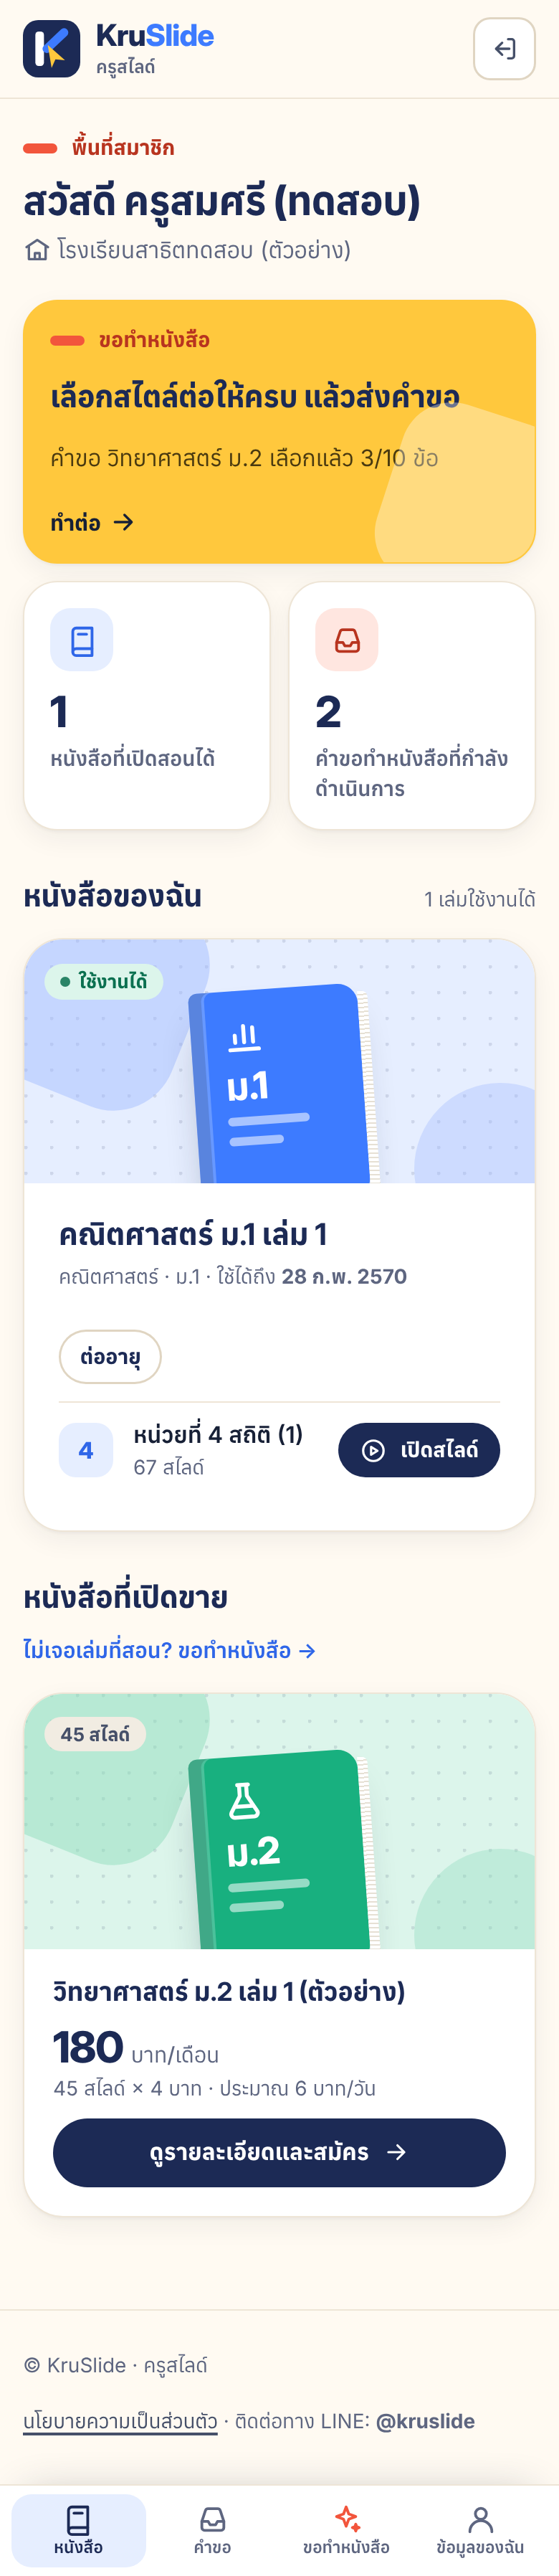 KruSlide
ครูสไลด์
พื้นที่สมาชิก
สวัสดี ครูสมศรี (ทดสอบ)
โรงเรียนสาธิตทดสอบ (ตัวอย่าง)
ขอทำหนังสือ
เลือกสไตล์ต่อให้ครบ แล้วส่งคำขอ
คำขอ วิทยาศาสตร์ ม.2 เลือกแล้ว 3/10 ข้อ
ทำต่อ →
1
หนังสือที่เปิดสอนได้
2
คำขอทำหนังสือที่กำลัง
ดำเนินการ
หนังสือของฉัน
1 เล่มใช้งานได้
ใช้งานได้
ม.1
คณิตศาสตร์ ม.1 เล่ม 1
คณิตศาสตร์ · ม.1 · ใช้ได้ถึง 28 ก.พ. 2570
ต่ออายุ
4
หน่วยที่ 4 สถิติ (1)
67 สไลด์
เปิดสไลด์
หนังสือที่เปิดขาย
ไม่เจอเล่มที่สอน? ขอทำหนังสือ →
45 สไลด์
ม.2
วิทยาศาสตร์ ม.2 เล่ม 1 (ตัวอย่าง)
180 บาท/เดือน
45 สไลด์ × 4 บาท · ประมาณ 6 บาท/วัน
ดูรายละเอียดและสมัคร →
© KruSlide · ครูสไลด์
นโยบายความเป็นส่วนตัว · ติดต่อทาง LINE: @kruslide
หนังสือ
คำขอ
ขอทำหนังสือ
ข้อมูลของฉัน